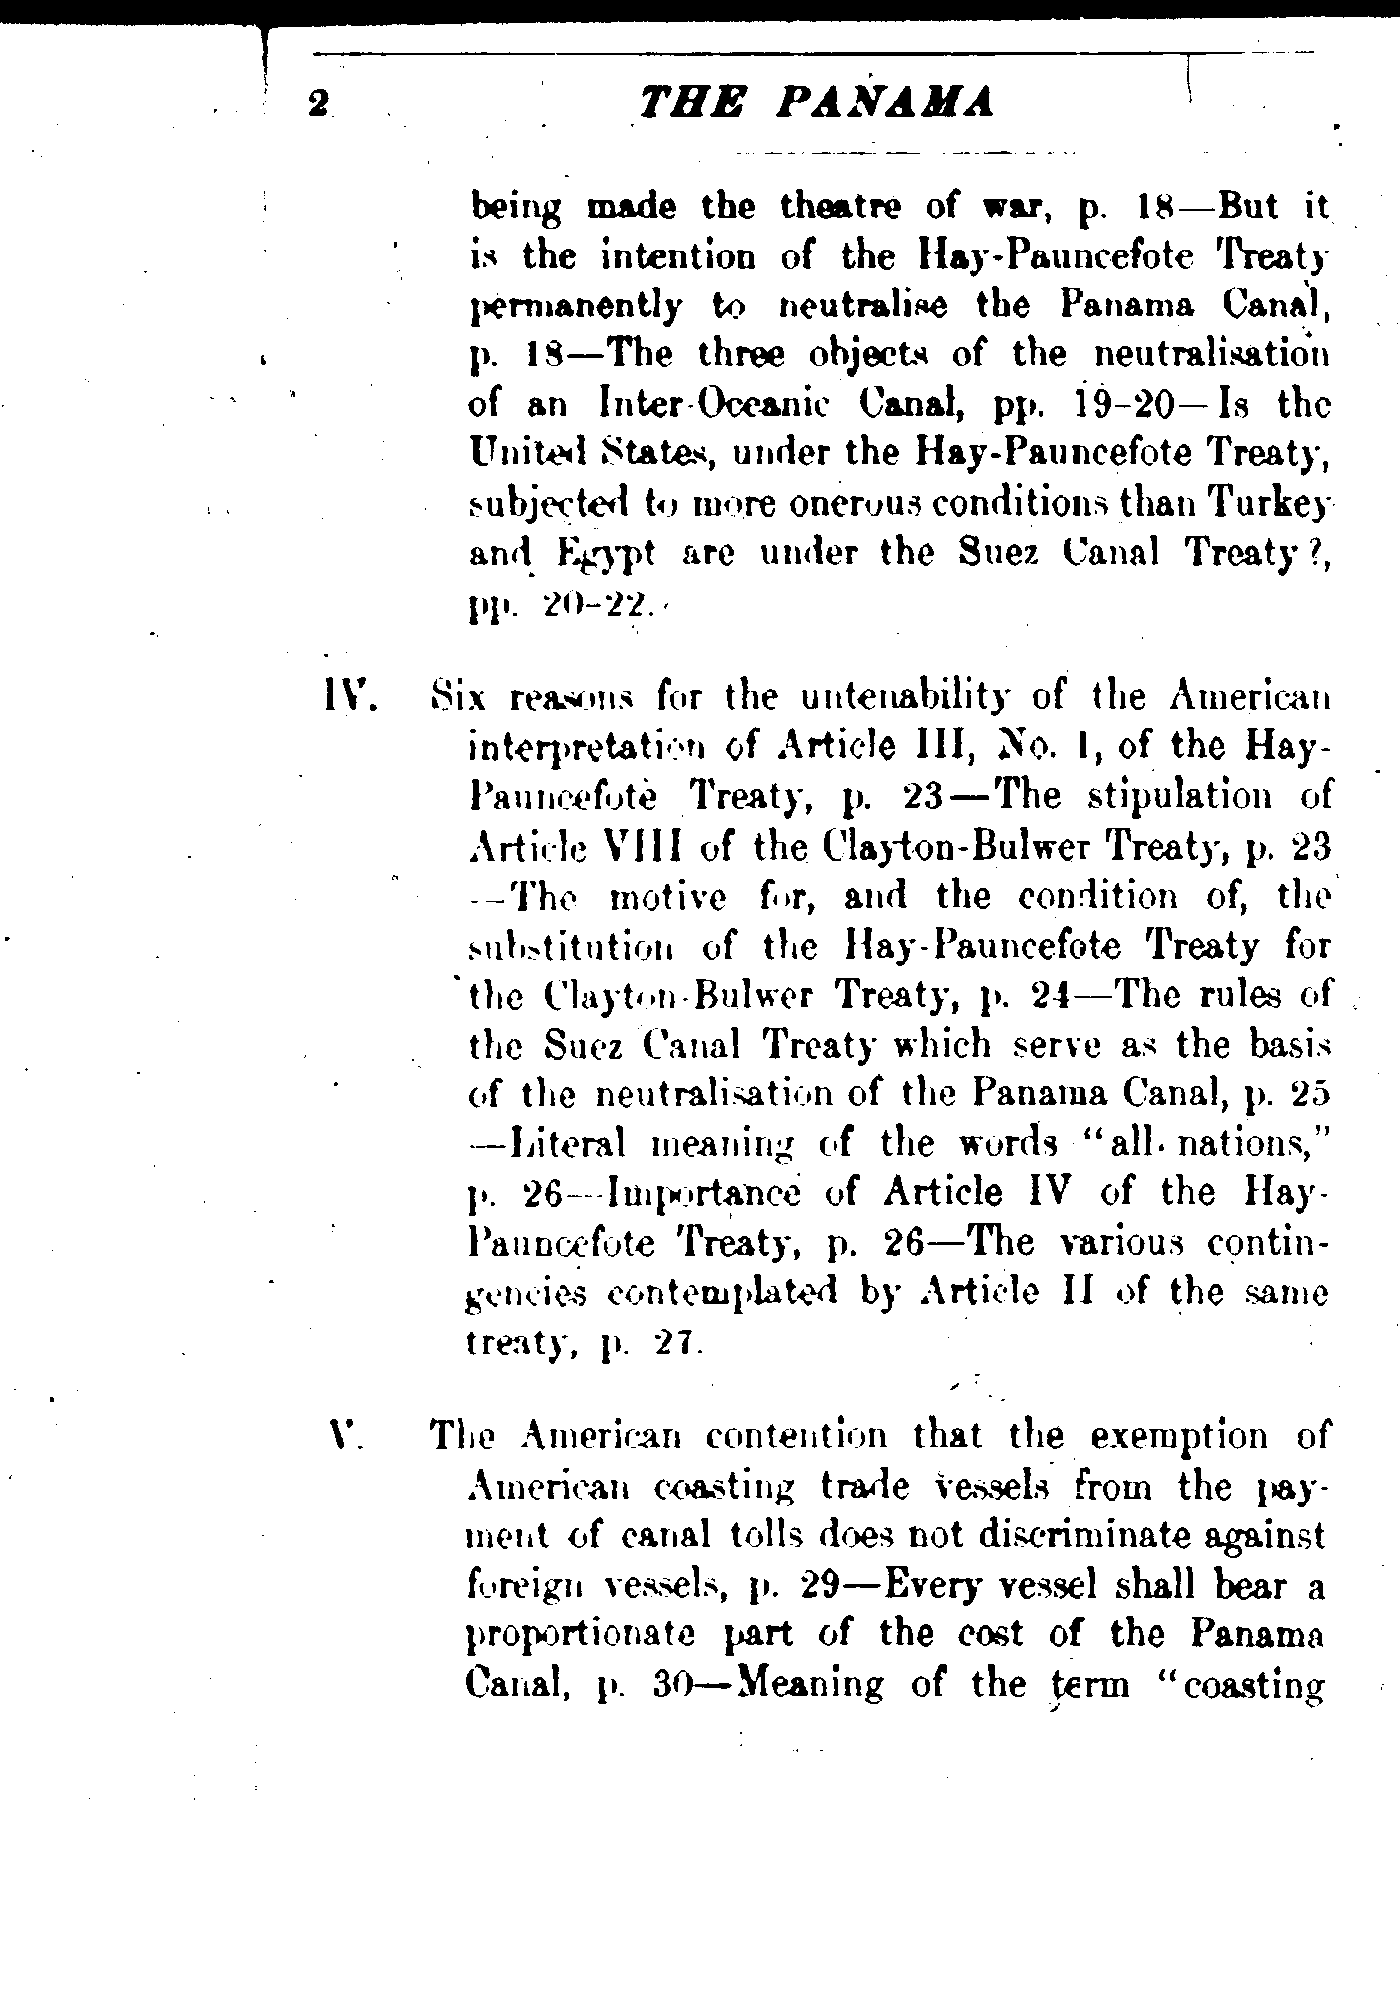 2 THE PANAMA
being made the theatre of war, p. 18—But it
is the intention of the Hay-Pauncefote Treaty
permanently to neutralise the Panama Canal,
p. 18—The three objects of the neutralisation
of an Inter-Oceanic Canal, pp. 19-20—Is the
United States, under the Hay-Pauncefote Treaty,
subjected to more onerous conditions than Turkey
and Egypt are under the Suez Canal Treaty?,
pp. 20-22.
IV. Six reasons for the untenability of the American
interpretation of Article III, No. 1, of the Hay-
Pauncefote Treaty, p. 23—The stipulation of
Article VIII of the Clayton-Bulwer Treaty, p. 23
—The motive for, and the condition of, the
substitution of the Hay-Pauncefote Treaty for
the Clayton-Bulwer Treaty, p. 24—The rules of
the Suez Canal Treaty which serve as the basis
of the neutralisation of the Panama Canal, p. 25
—Literal meaning of the words "all nations,"
p. 26—Importance of Article IV of the Hay-
Pauncefote Treaty, p. 26—The various contin-
gencies contemplated by Article II of the same
treaty, p. 27.
V. The American contention that the exemption of
American coasting trade vessels from the pay-
ment of canal tolls does not discriminate against
foreign vessels, p. 29—Every vessel shall bear a
proportionate part of the cost of the Panama
Canal, p. 30—Meaning of the term "coasting